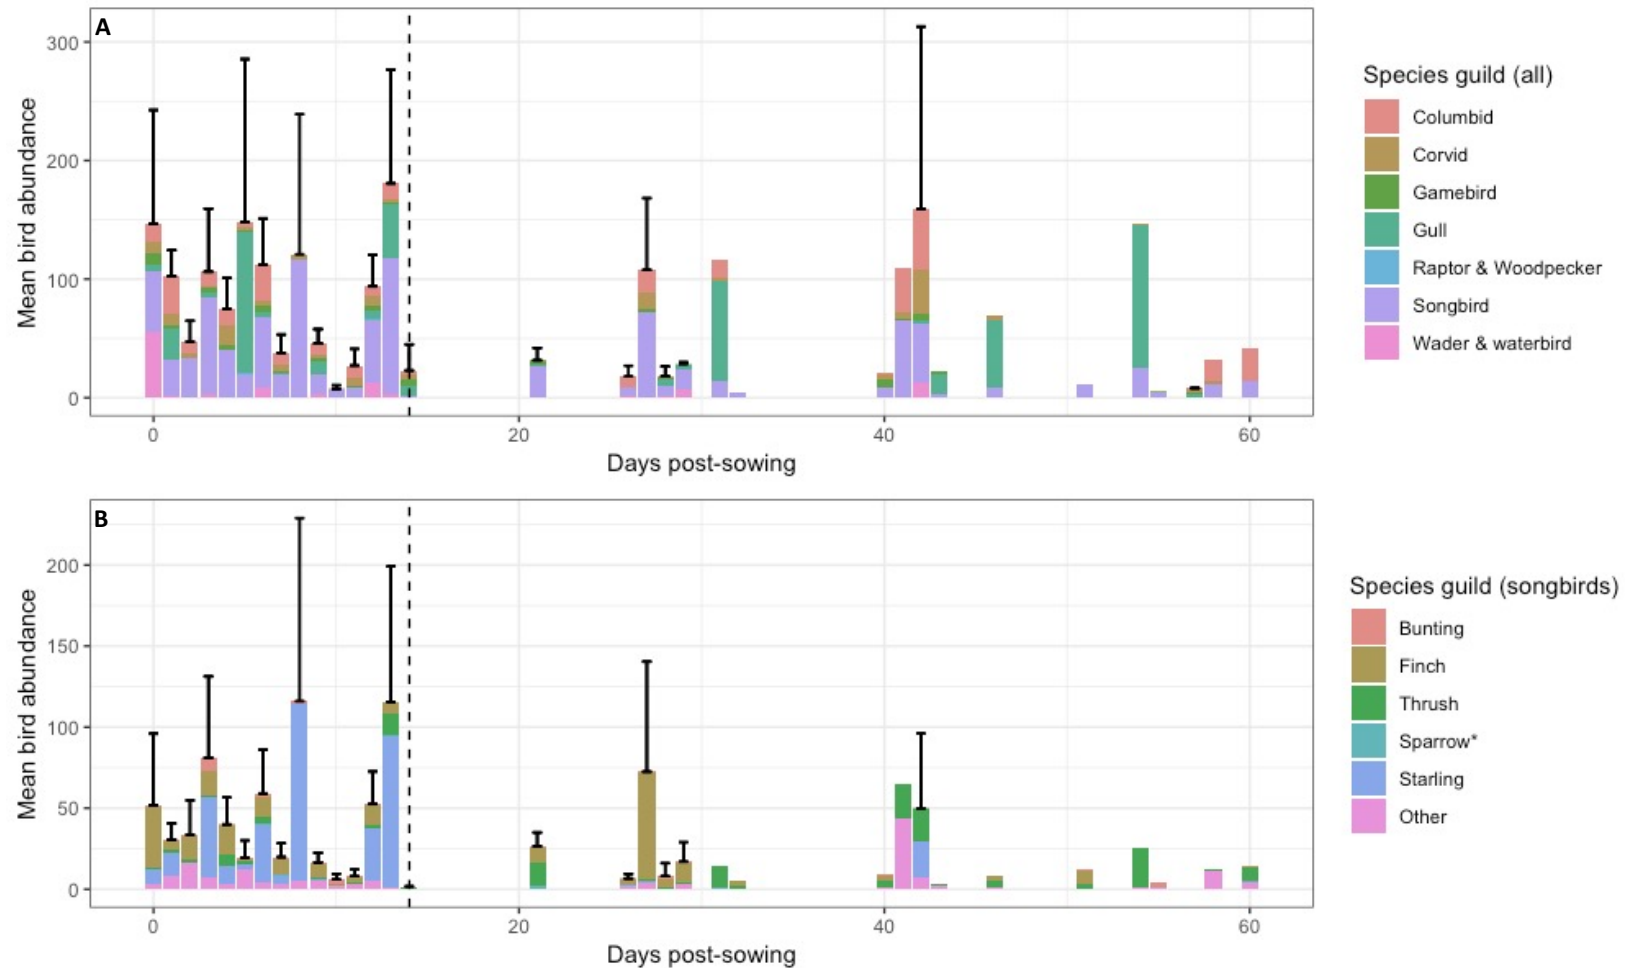 A
300
200
100
0
Mean bird abundance
0
20
40
60
Days post-sowing
Species guild (all)
Columbid
Corvid
Gamebird
Gull
Raptor & Woodpecker
Songbird
Wader & waterbird
B
200
150
100
50
0
Mean bird abundance
0
20
40
60
Days post-sowing
Species guild (songbirds)
Bunting
Finch
Thrush
Sparrow*
Starling
Other